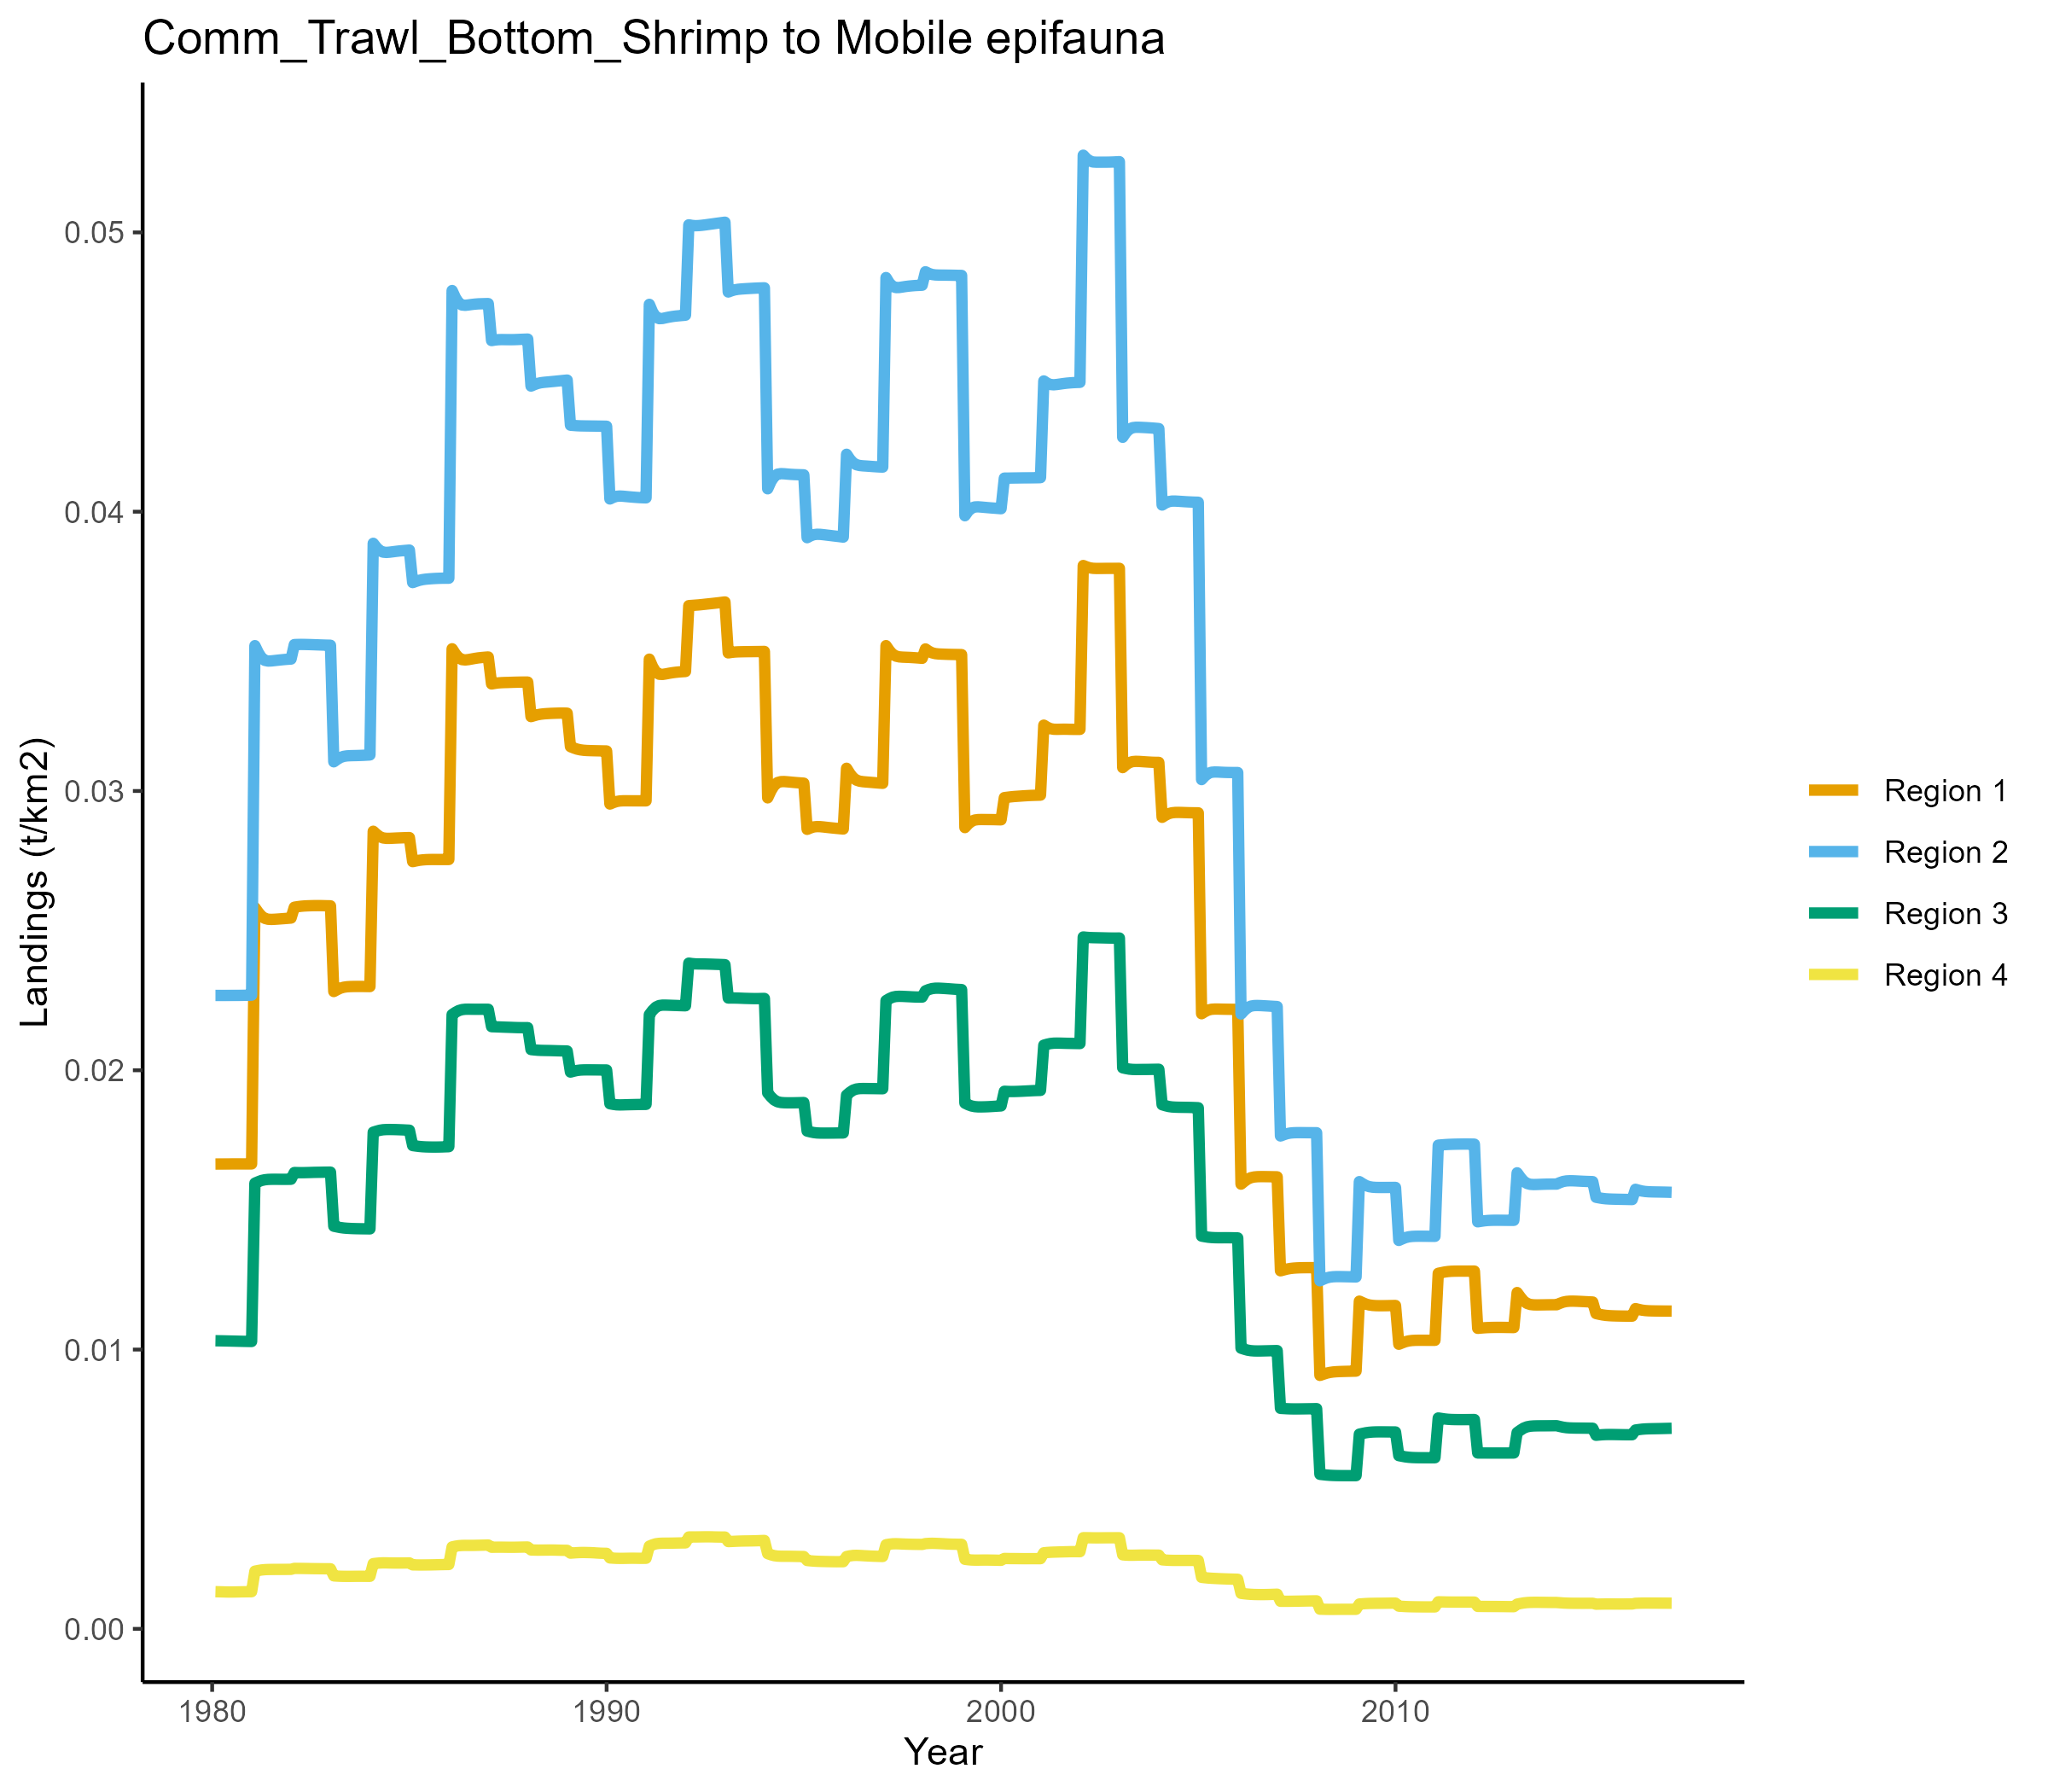 Comm_Trawl_Bottom_Shrimp to Mobile epifauna
0.05
0.04
0.03
0.02
0.01
0.00
Landings (t/km2)
1980 1990 2000 2010
Year
Region 1
Region 2
Region 3
Region 4